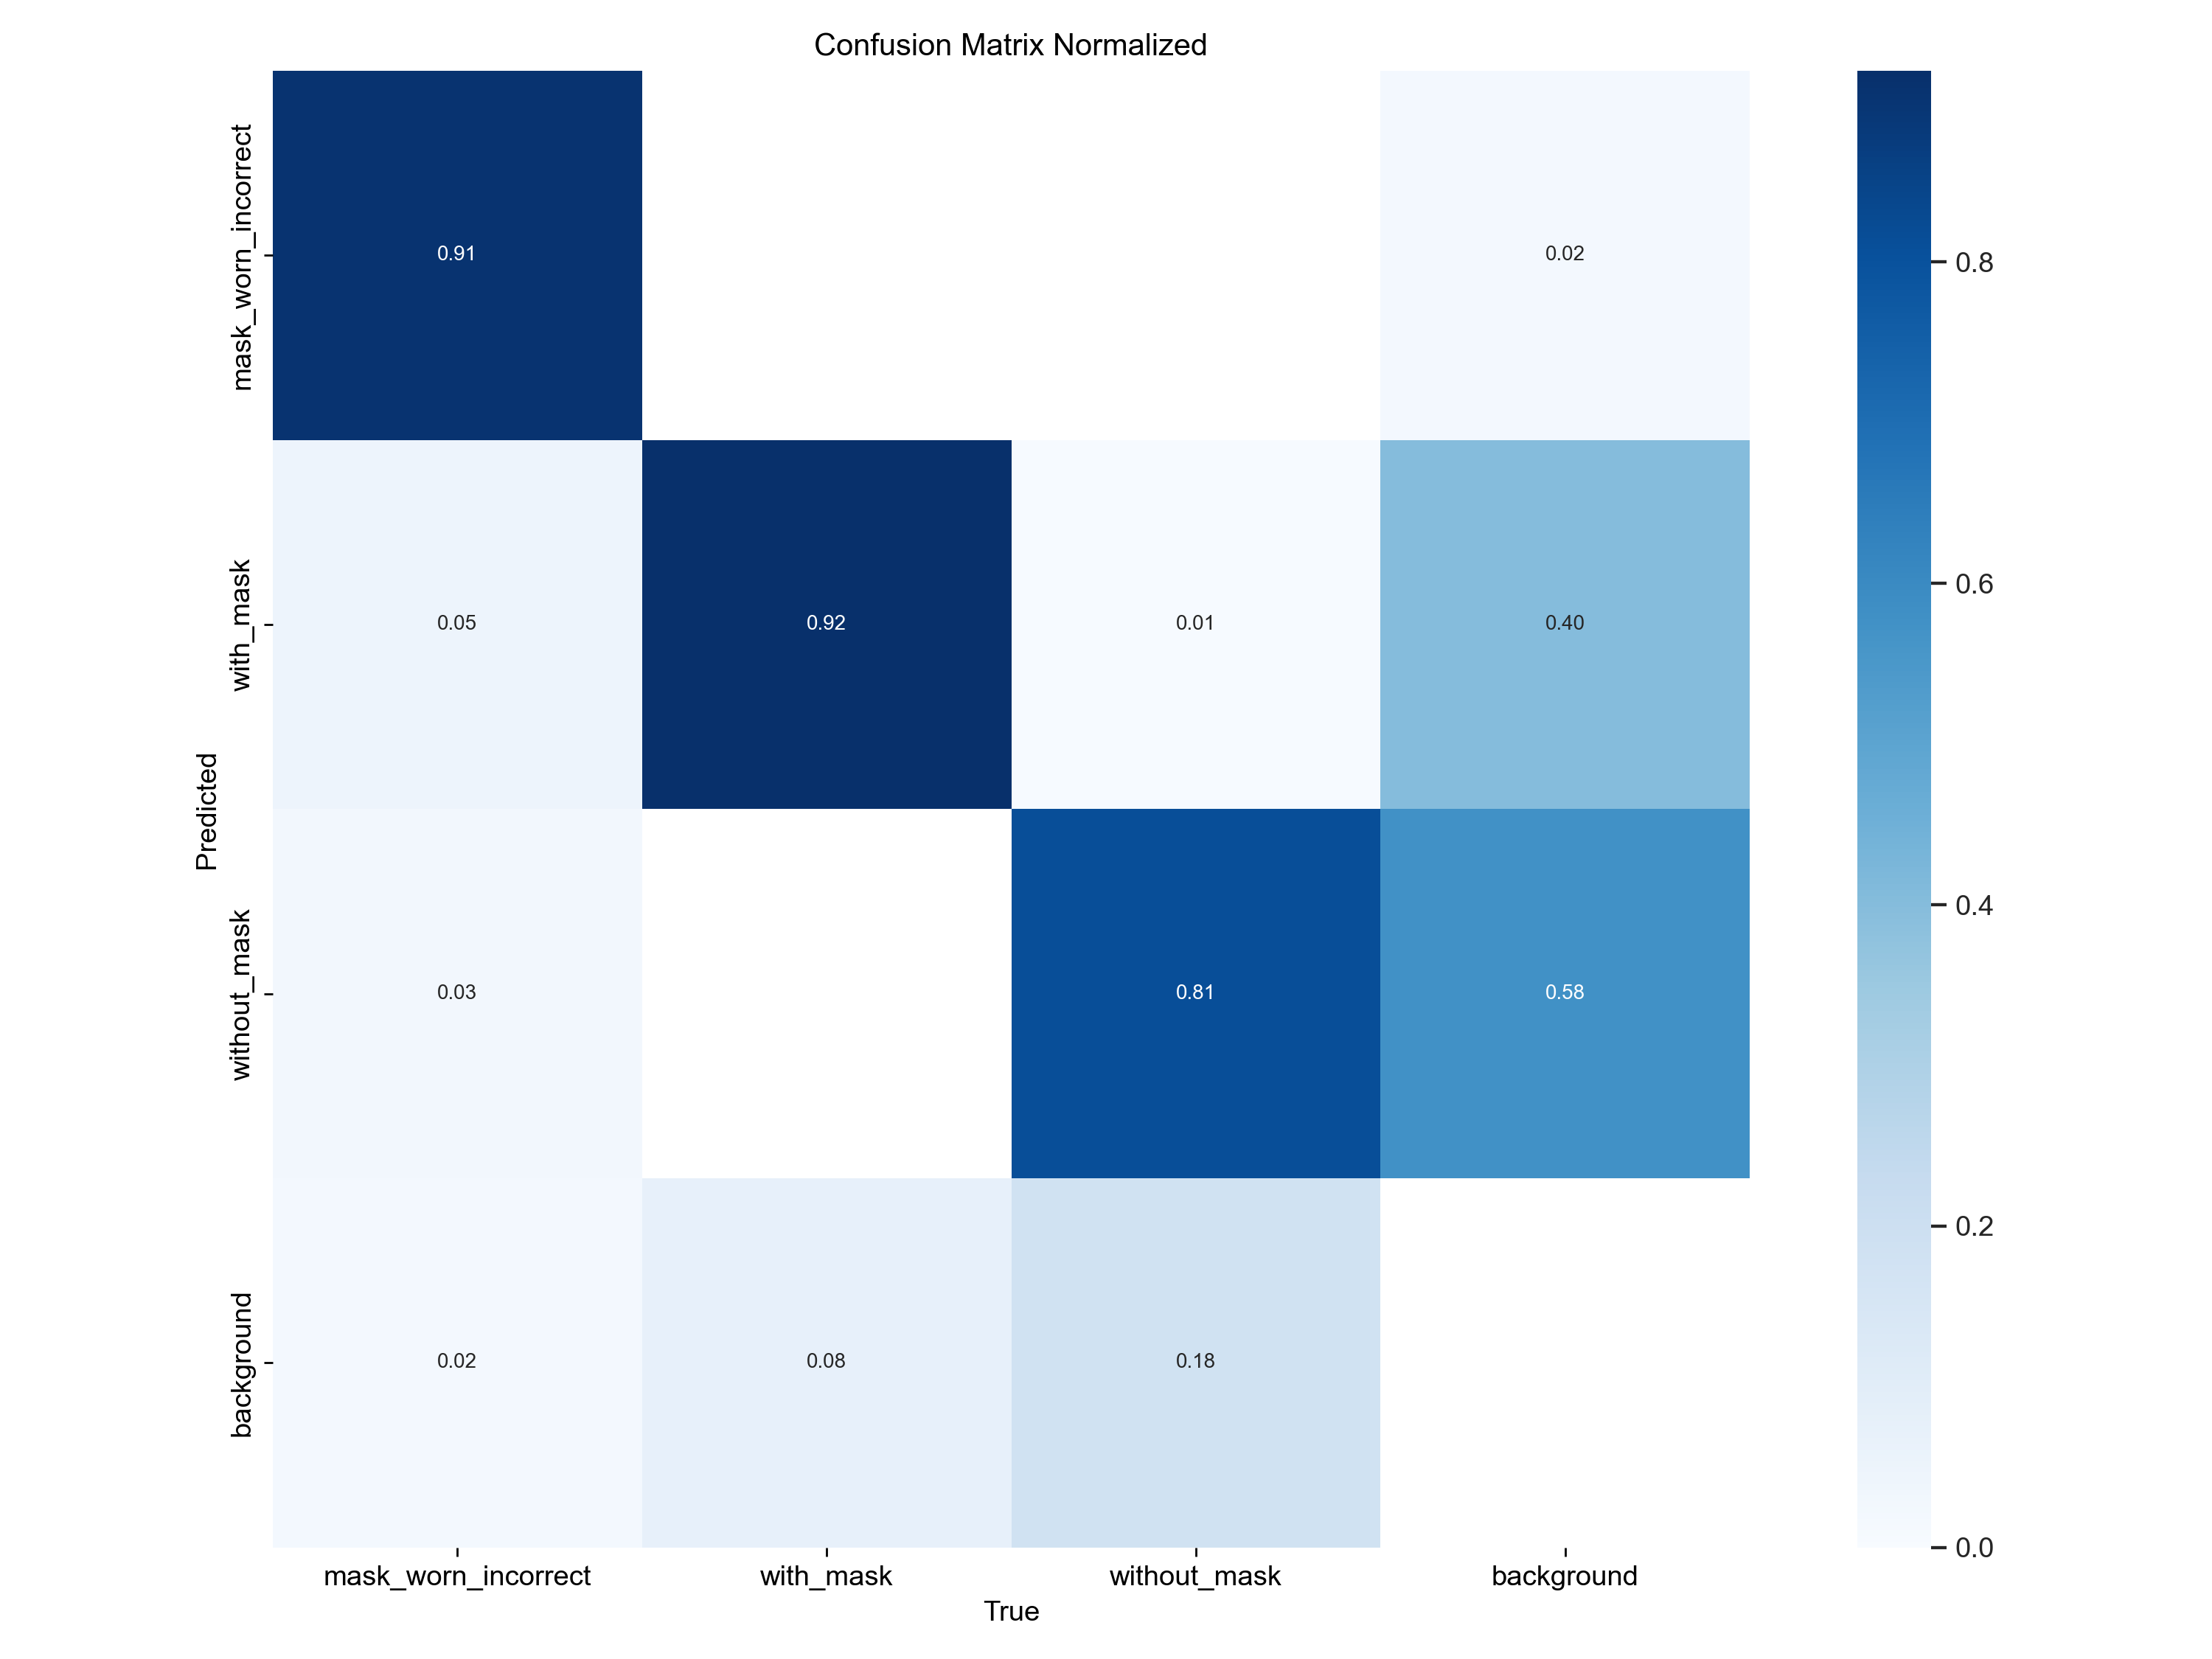 Confusion Matrix Normalized
mask_worn_incorrect
0.91
0.02
with_mask
0.05
0.92
0.01
0.40
without_mask
0.03
0.81
0.58
background
0.02
0.08
0.18
Predicted
mask_worn_incorrect
with_mask
without_mask
background
True
0.8
0.6
0.4
0.2
0.0